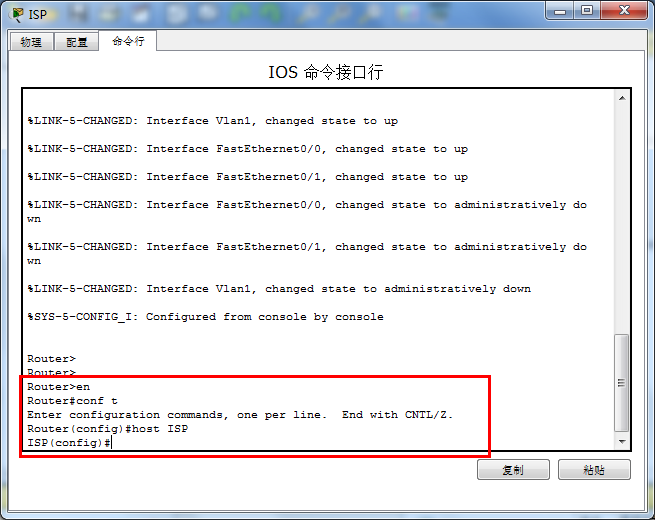 ISP
物理
配置
命令行
IOS 命令接口行
%LINK-5-CHANGED: Interface Vlan1, changed state to up
%LINK-5-CHANGED: Interface FastEthernet0/0, changed state to up
%LINK-5-CHANGED: Interface FastEthernet0/1, changed state to up
%LINK-5-CHANGED: Interface FastEthernet0/0, changed state to administratively do
wn
%LINK-5-CHANGED: Interface FastEthernet0/1, changed state to administratively do
wn
%LINK-5-CHANGED: Interface Vlan1, changed state to administratively down
%SYS-5-CONFIG_I: Configured from console by console
Router>
Router>
Router>en
Router#conf t
Enter configuration commands, one per line.  End with CNTL/Z.
Router(config)#host ISP
ISP(config)#
复制
粘贴